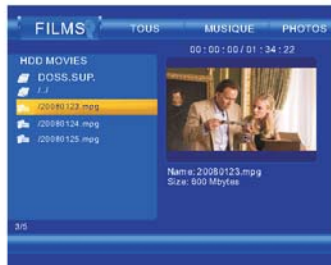 FILMS TOUS MUSIQUE PHOTOS
00:00:00/01:34:22
HDD MOVIES
DOSS.SUP.
/../
/20080123.mpg
/20080124.mpg
/20080125.mpg
Name: 20080123.mpg
Size: 600 Mbytes
3/5